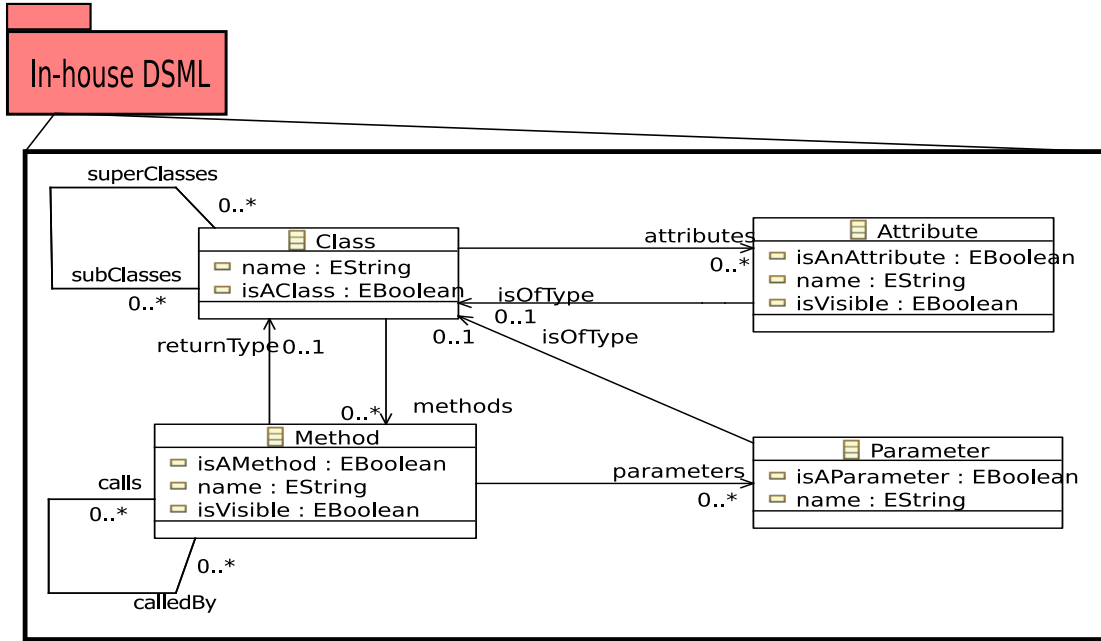 In-house DSML
superClasses
0..*
Class
name : EString
isAClass : EBoolean
subClasses
0..*
attributes
0..*
Attribute
isAnAttribute : EBoolean
name : EString
isVisible : EBoolean
isOfType
0..1
0..1
isOfType
returnType
0..1
0..*
methods
Method
isAMethod : EBoolean
name : EString
isVisible : EBoolean
calls
0..*
0..*
calledBy
parameters
0..*
Parameter
isAParameter : EBoolean
name : EString